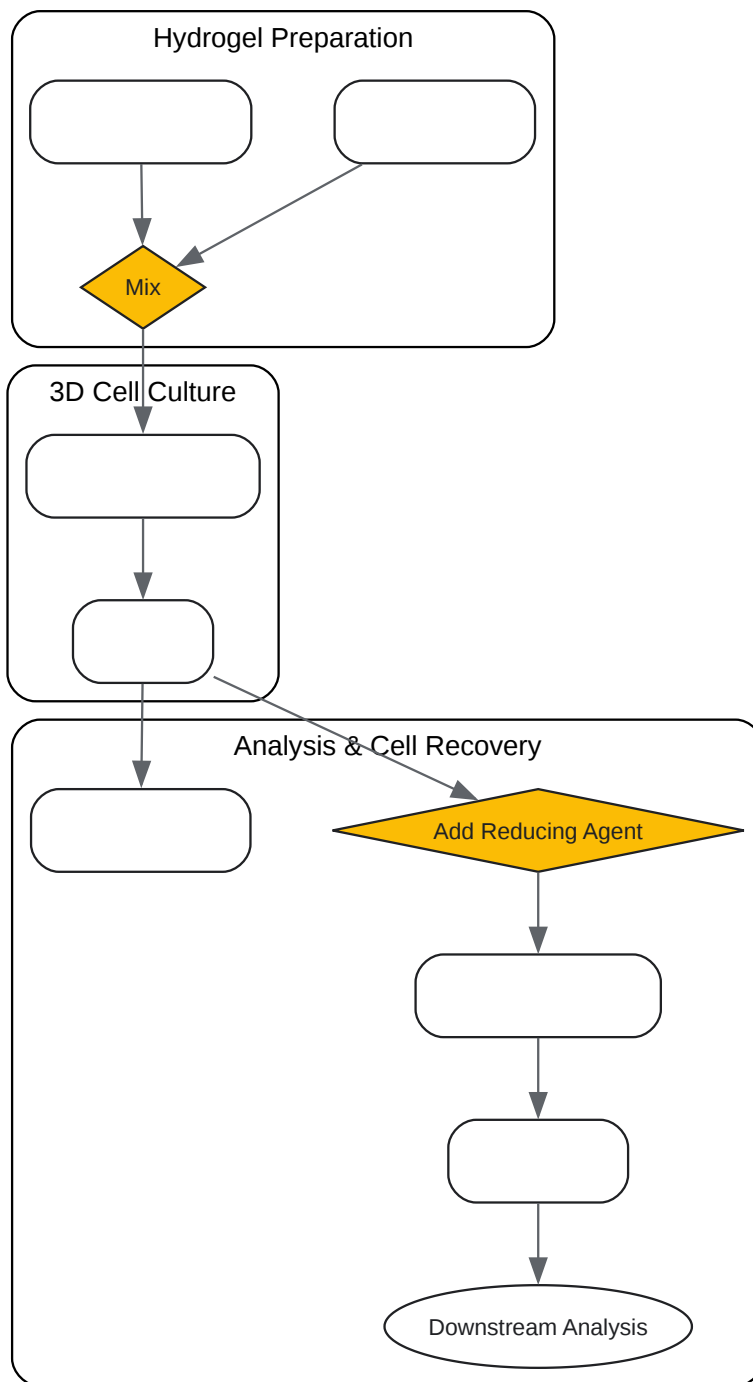 Hydrogel Preparation
Mix
3D Cell Culture
Analysis & Cell Recovery
Add Reducing Agent
Downstream Analysis